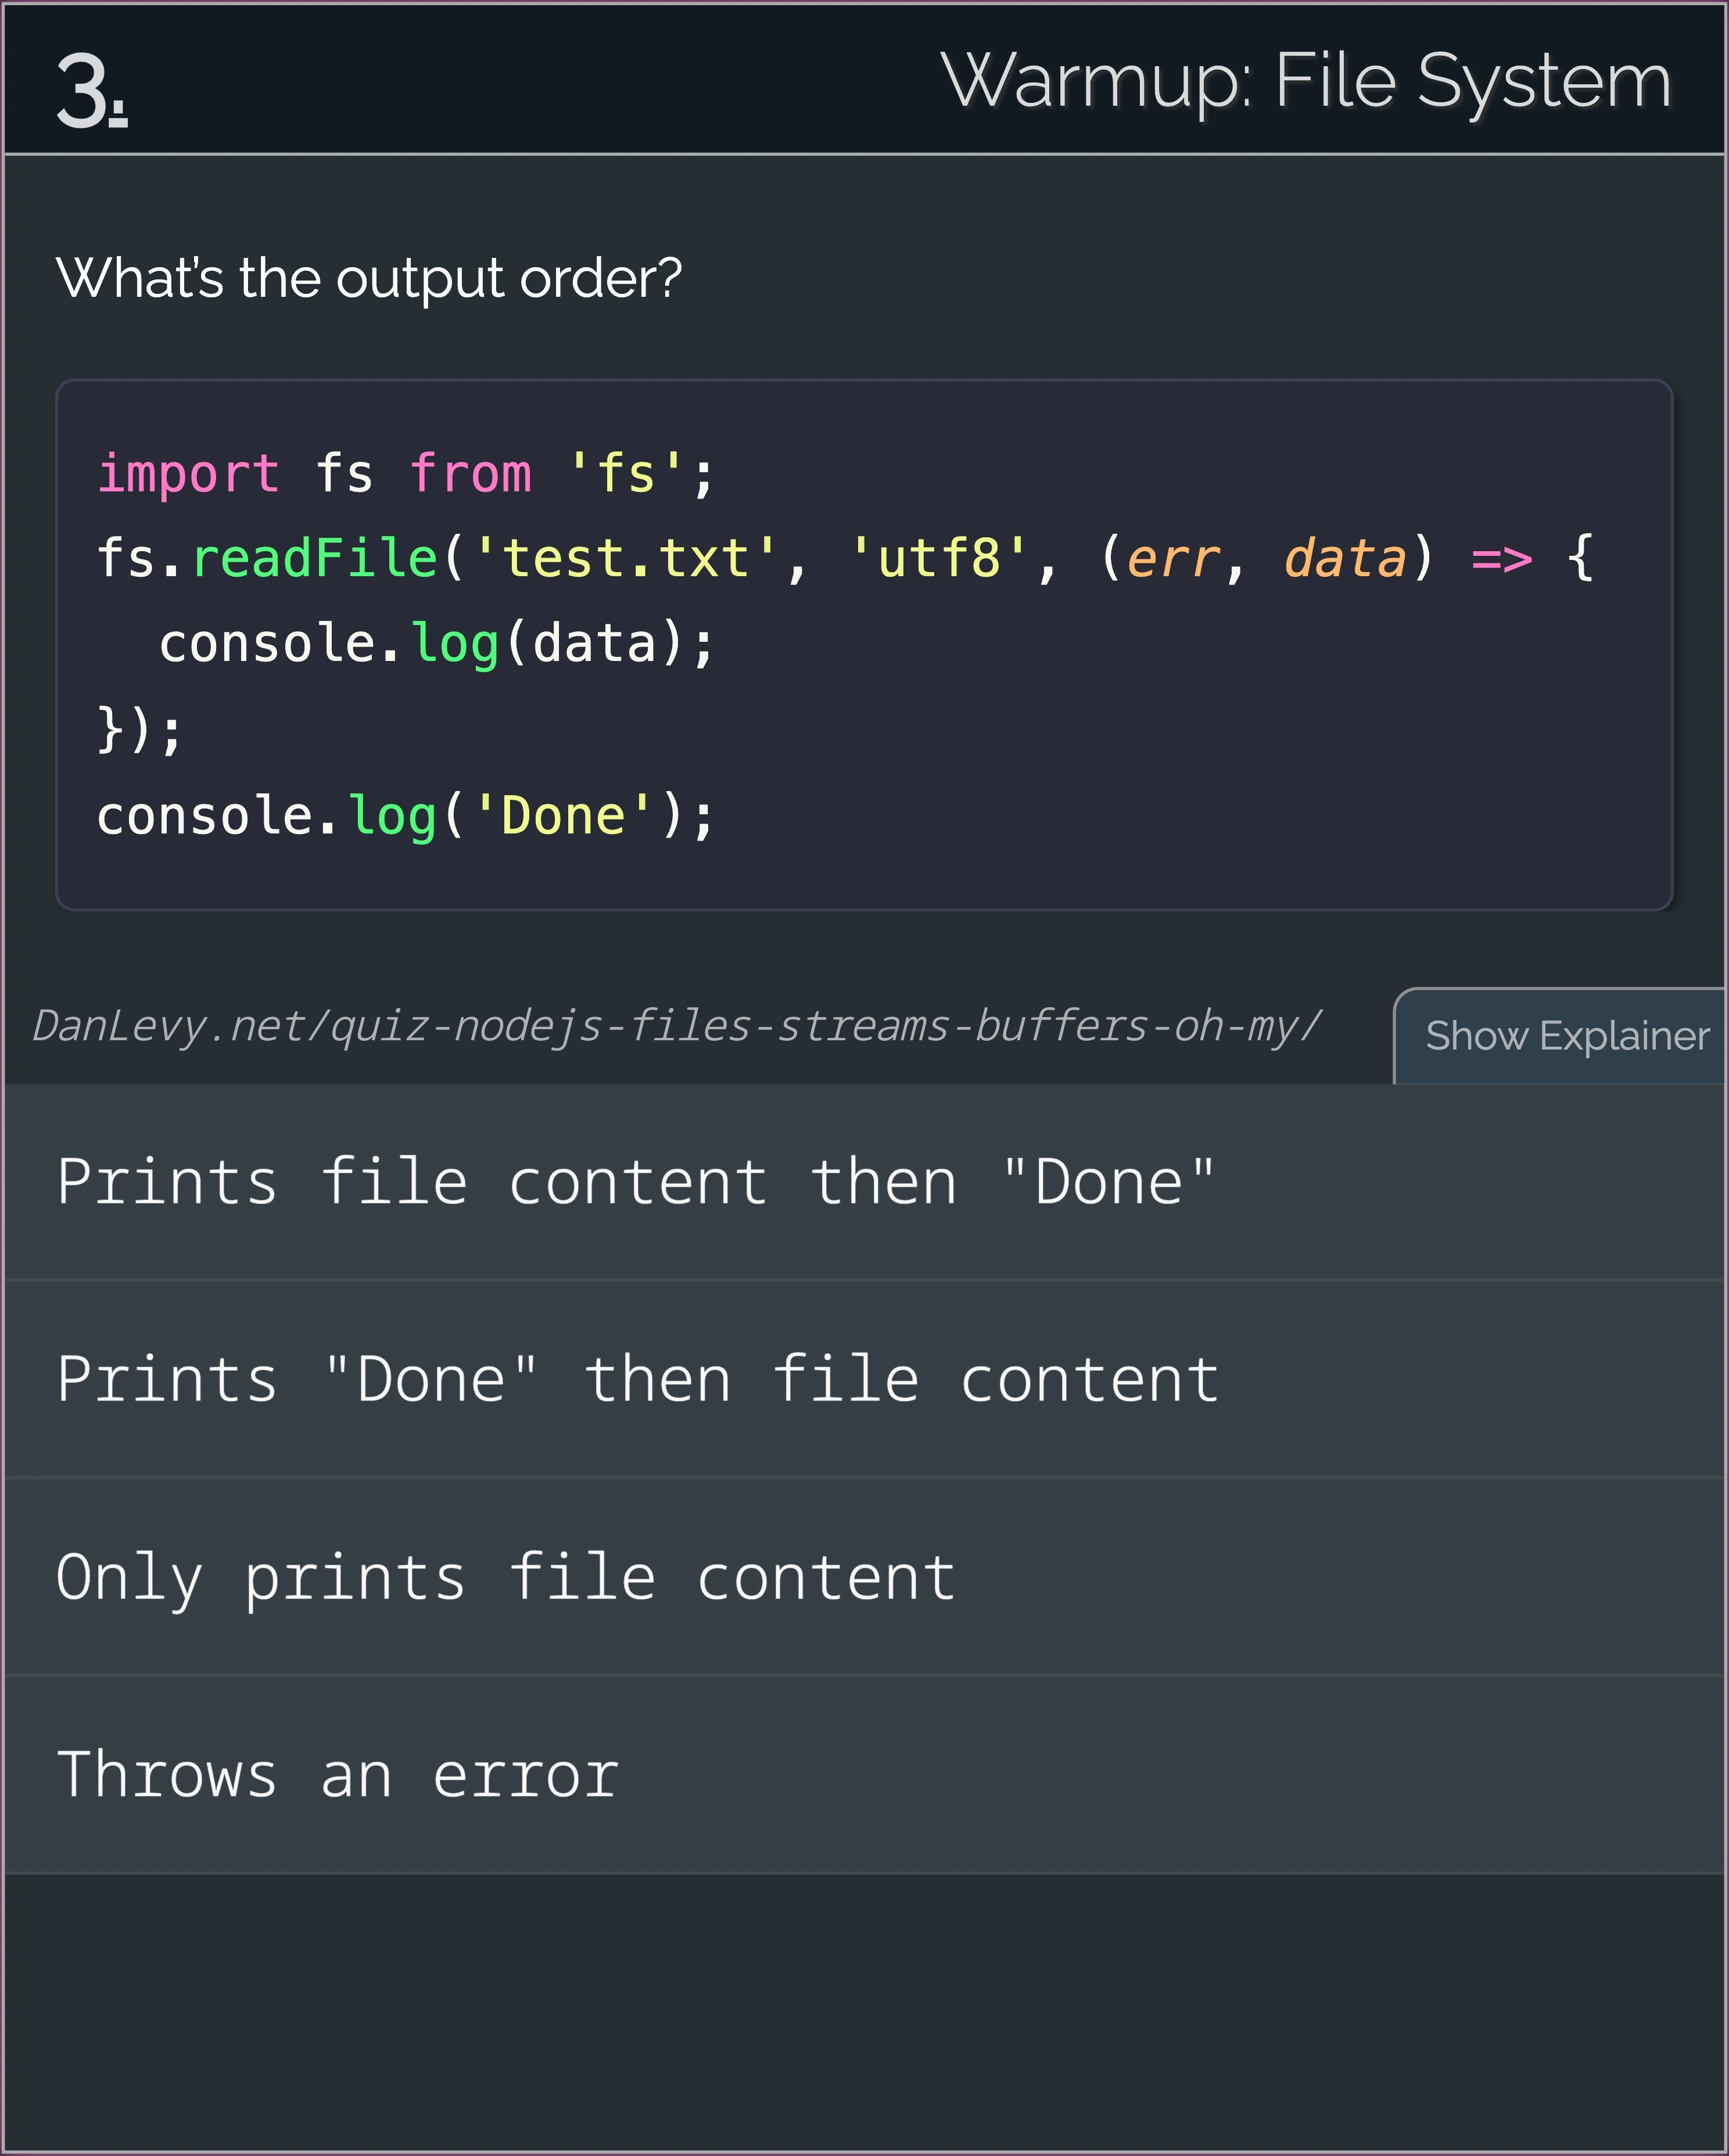 3.
Warmup: File System
What's the output order?
import fs from 'fs';
fs.readFile('test.txt', 'utf8', (err, data) => {
  console.log(data);
});
console.log('Done');
DanLevy.net/quiz-nodejs-files-streams-buffers-oh-my/
Show Explainer
Prints file content then "Done"
Prints "Done" then file content
Only prints file content
Throws an error